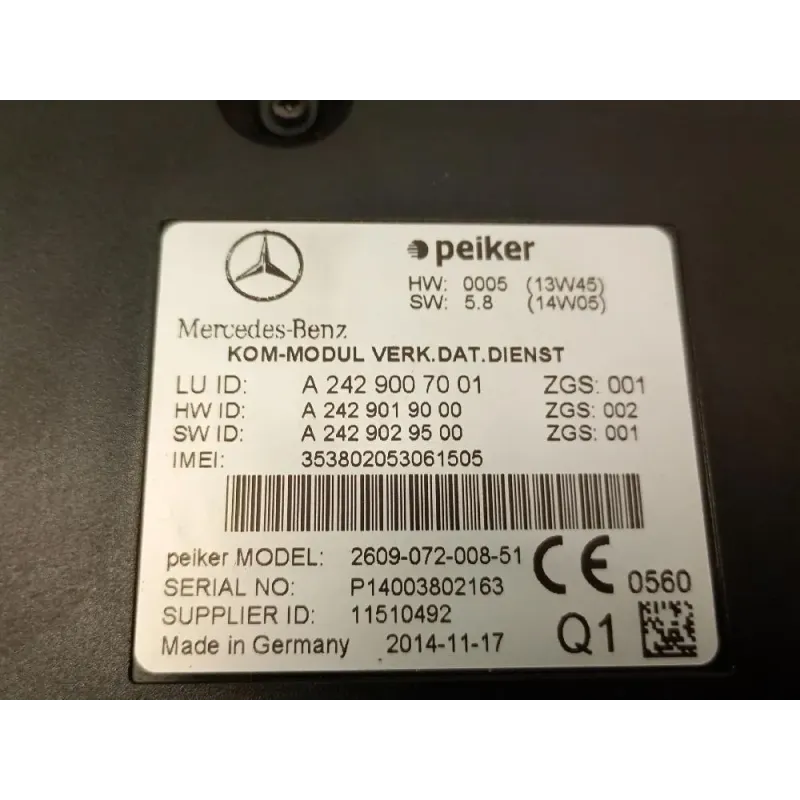 peiker
HW: 0005 (13W45)
SW: 5.8 (14W05)
Mercedes-Benz
KOM-MODUL VERK.DAT.DIENST
LU ID: A 242 900 70 01 ZGS: 001
HW ID: A 242 901 90 00 ZGS: 002
SW ID: A 242 902 95 00 ZGS: 001
IMEI: 353802053061505
peiker MODEL: 2609-072-008-51
CE 0560
SERIAL NO: P14003802163
SUPPLIER ID: 11510492
Made in Germany 2014-11-17
Q1